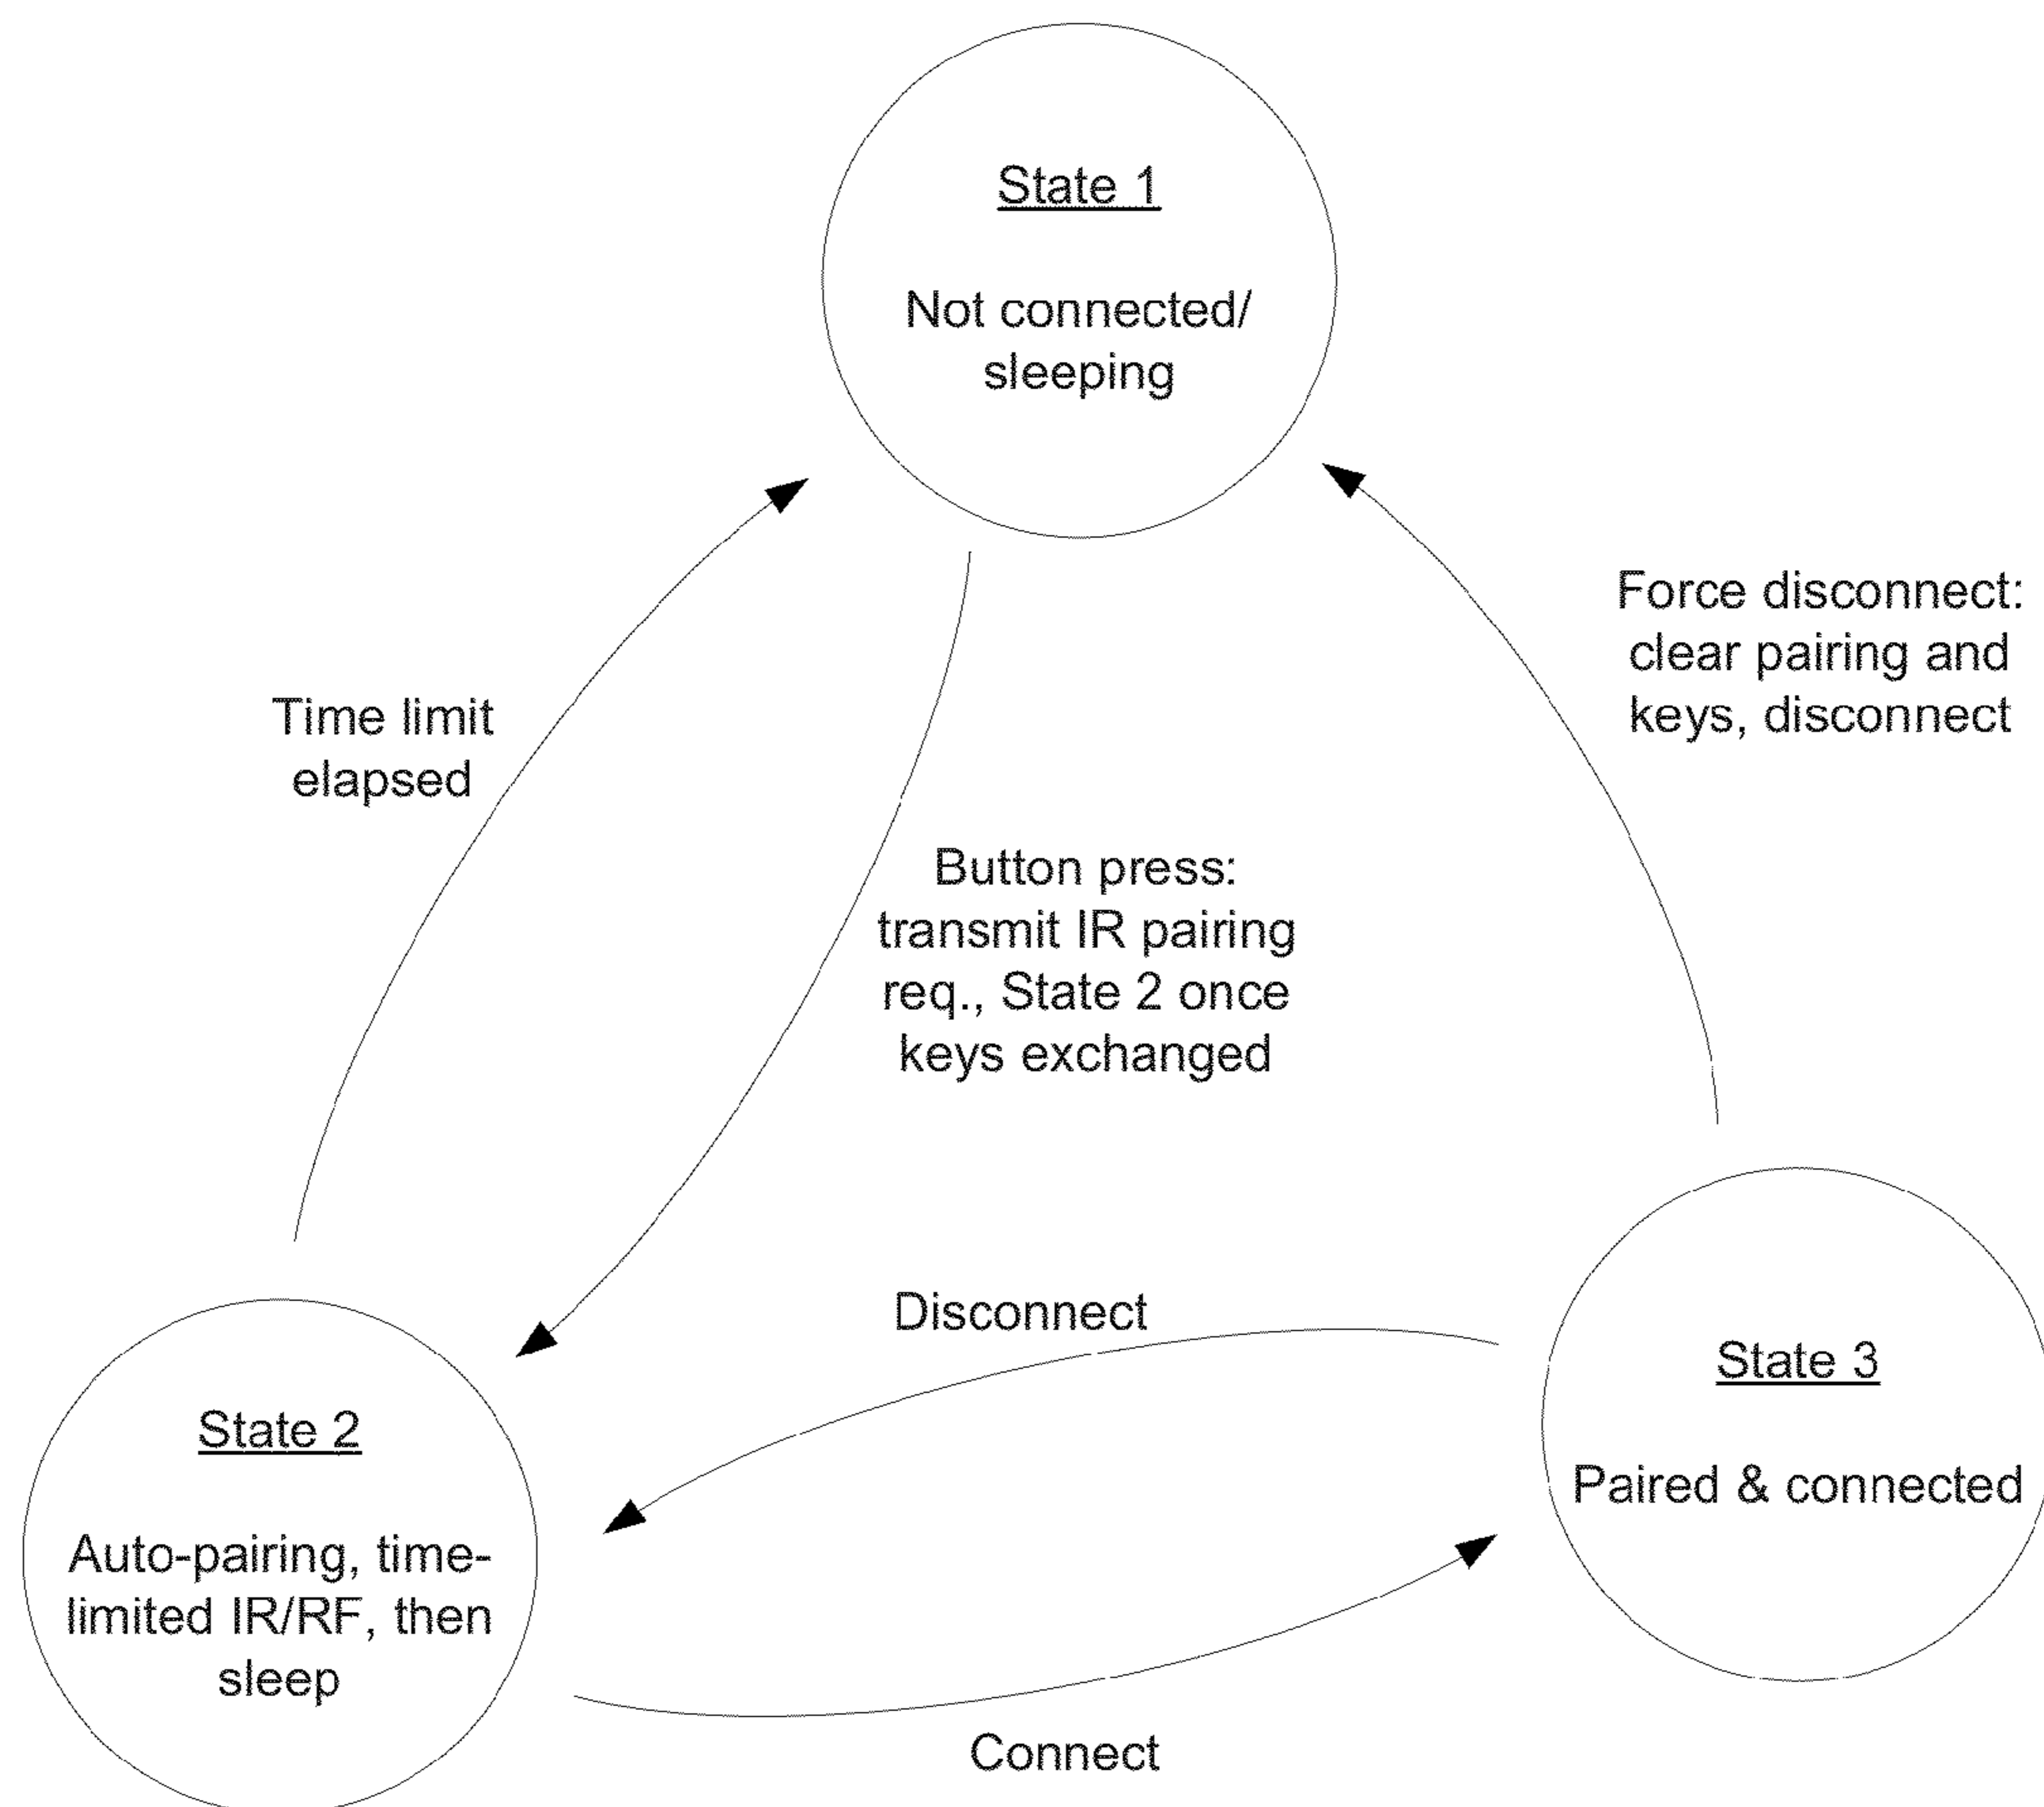 State 1
Not connected/
sleeping
Force disconnect:
clear pairing and
keys, disconnect
Time limit
elapsed
Button press:
transmit IR pairing
req., State 2 once
keys exchanged
Disconnect
State 3
Paired & connected
State 2
Auto-pairing, time-
limited IR/RF, then
sleep
Connect